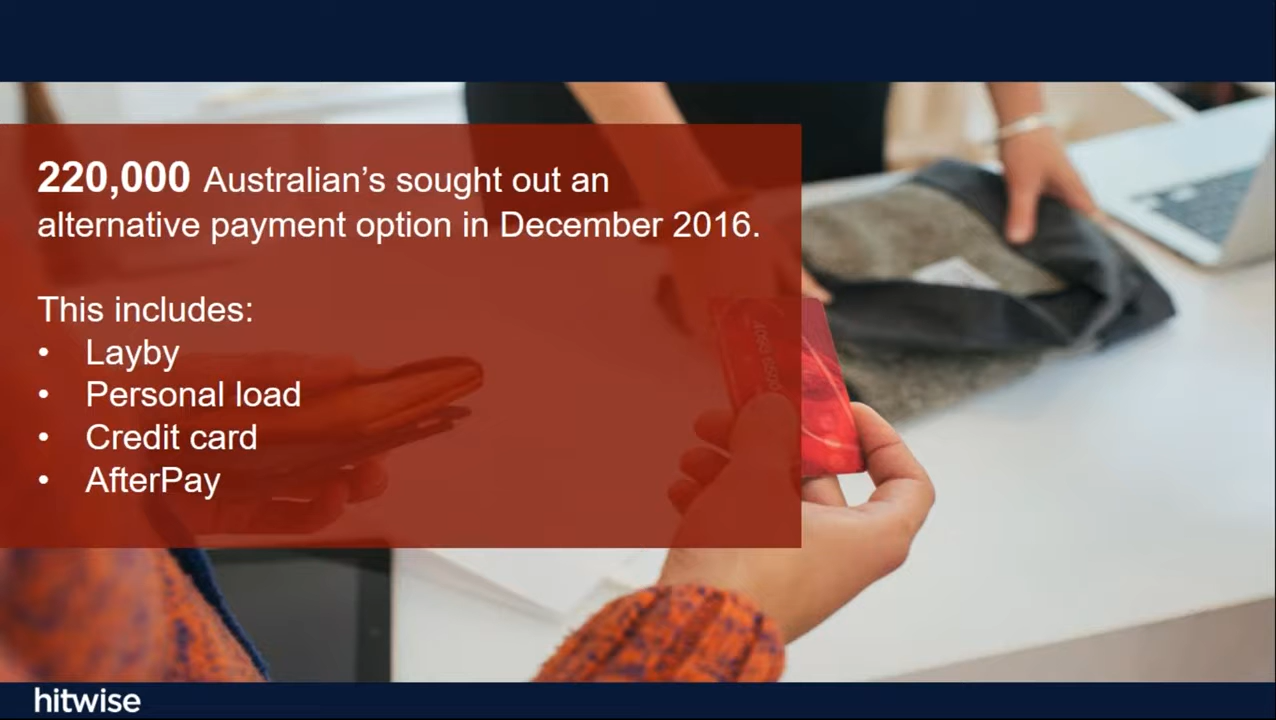 220,000 Australian's sought out an
alternative payment option in December 2016.
This includes:
• Layby
• Personal load
• Credit card
• AfterPay
hitwise